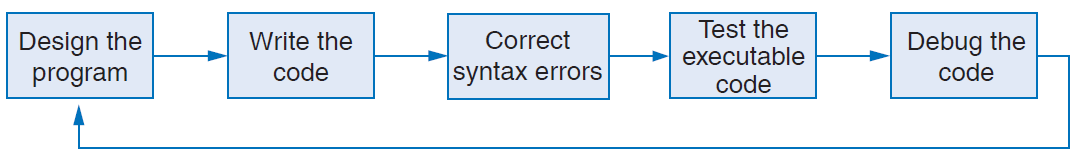 Design the
program
Write the
code
Correct
syntax errors
Test the
executable
code
Debug the
code